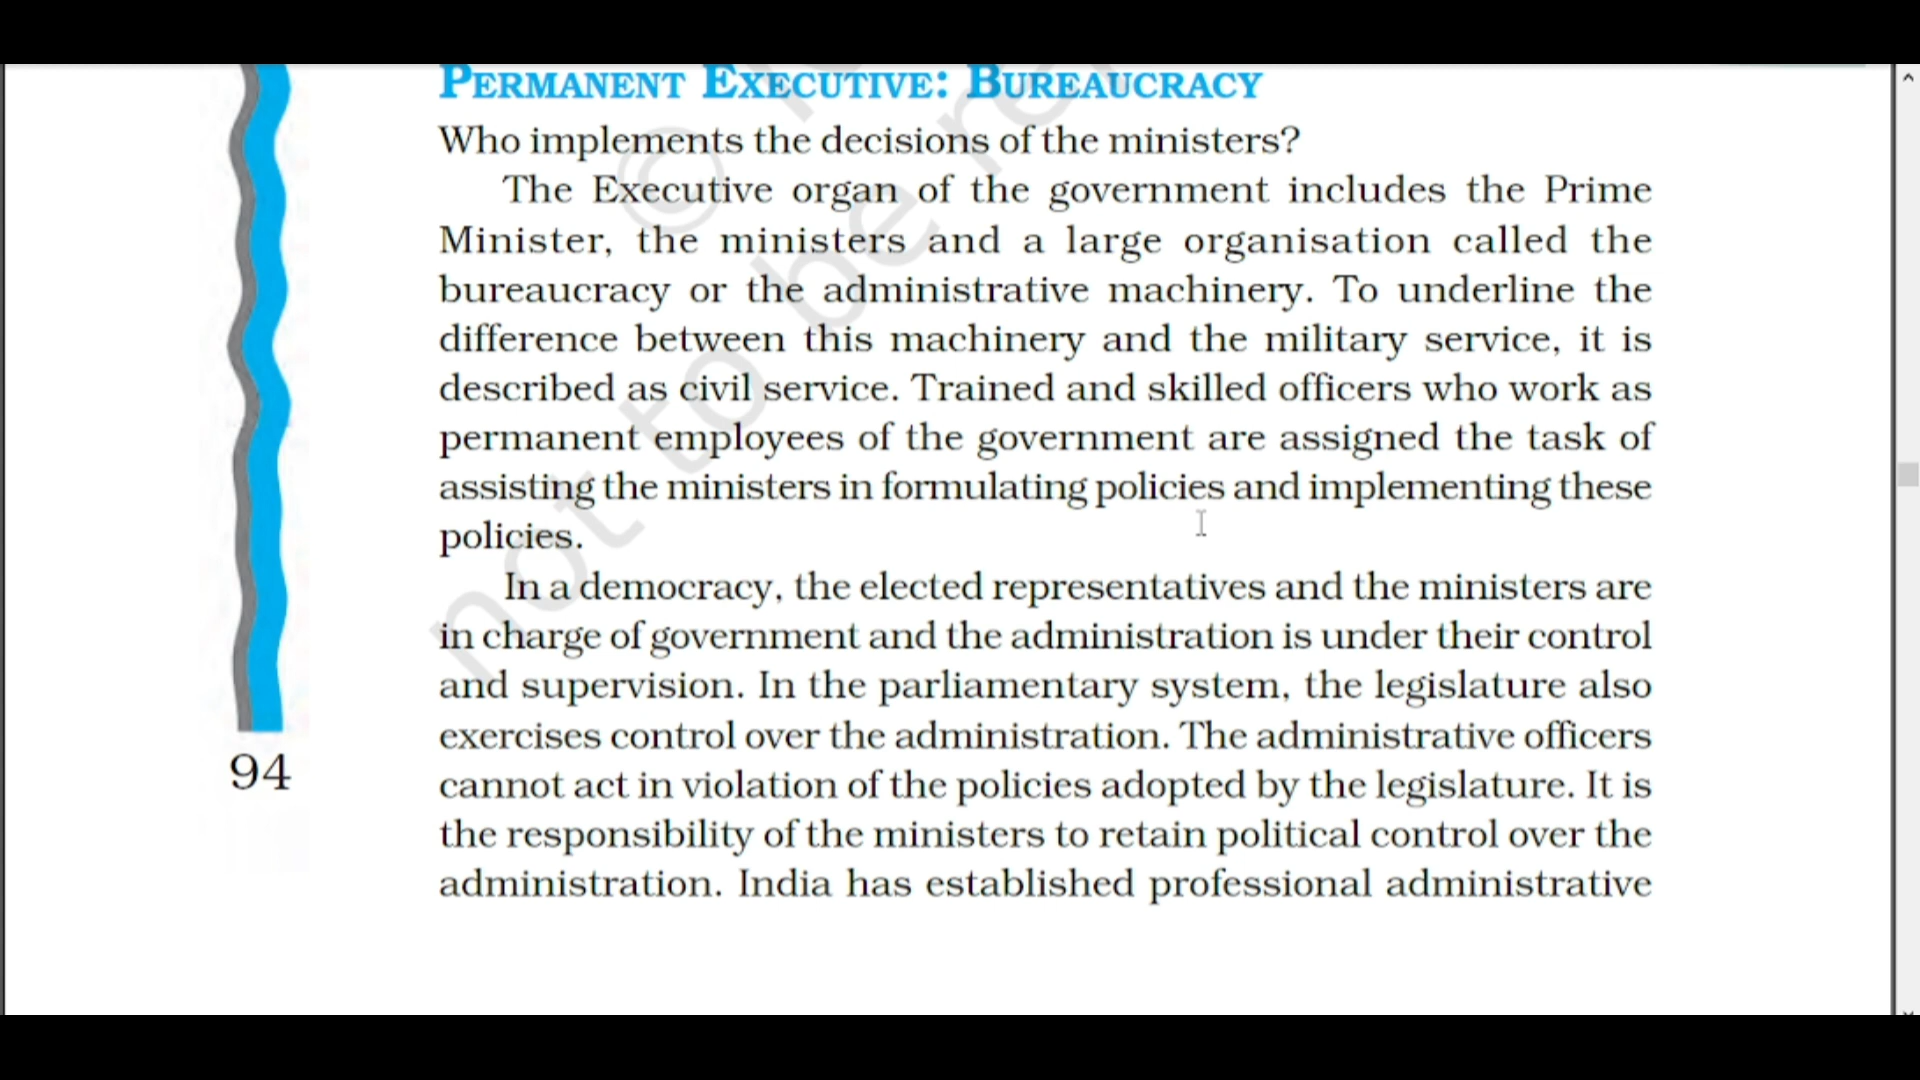 PERMANENT EXECUTIVE: BUREAUCRACY
Who implements the decisions of the ministers?
The Executive organ of the government includes the Prime
Minister, the ministers and a large organisation called the
bureaucracy or the administrative machinery. To underline the
difference between this machinery and the military service, it is
described as civil service. Trained and skilled officers who work as
permanent employees of the government are assigned the task of
assisting the ministers in formulating policies and implementing these
policies.
In a democracy, the elected representatives and the ministers are
in charge of government and the administration is under their control
and supervision. In the parliamentary system, the legislature also
exercises control over the administration. The administrative officers
cannot act in violation of the policies adopted by the legislature. It is
the responsibility of the ministers to retain political control over the
administration. India has established professional administrative
94
©
not to be re